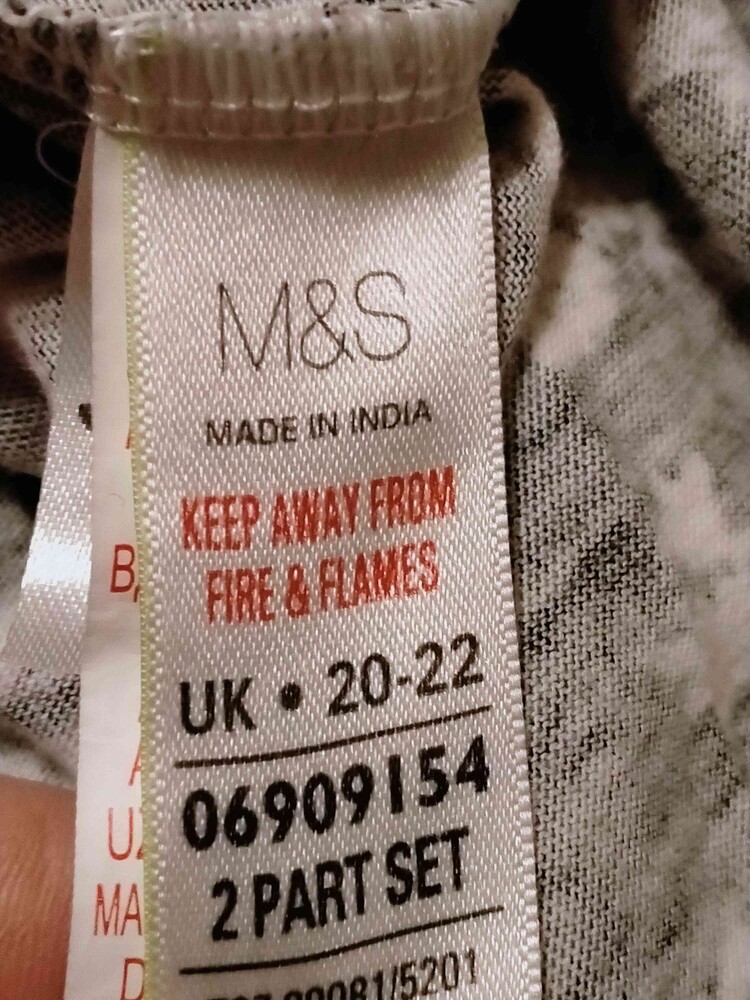 M&S
MADE IN INDIA
KEEP AWAY FROM
FIRE & FLAMES
UK • 20-22
06909154
2 PART SET